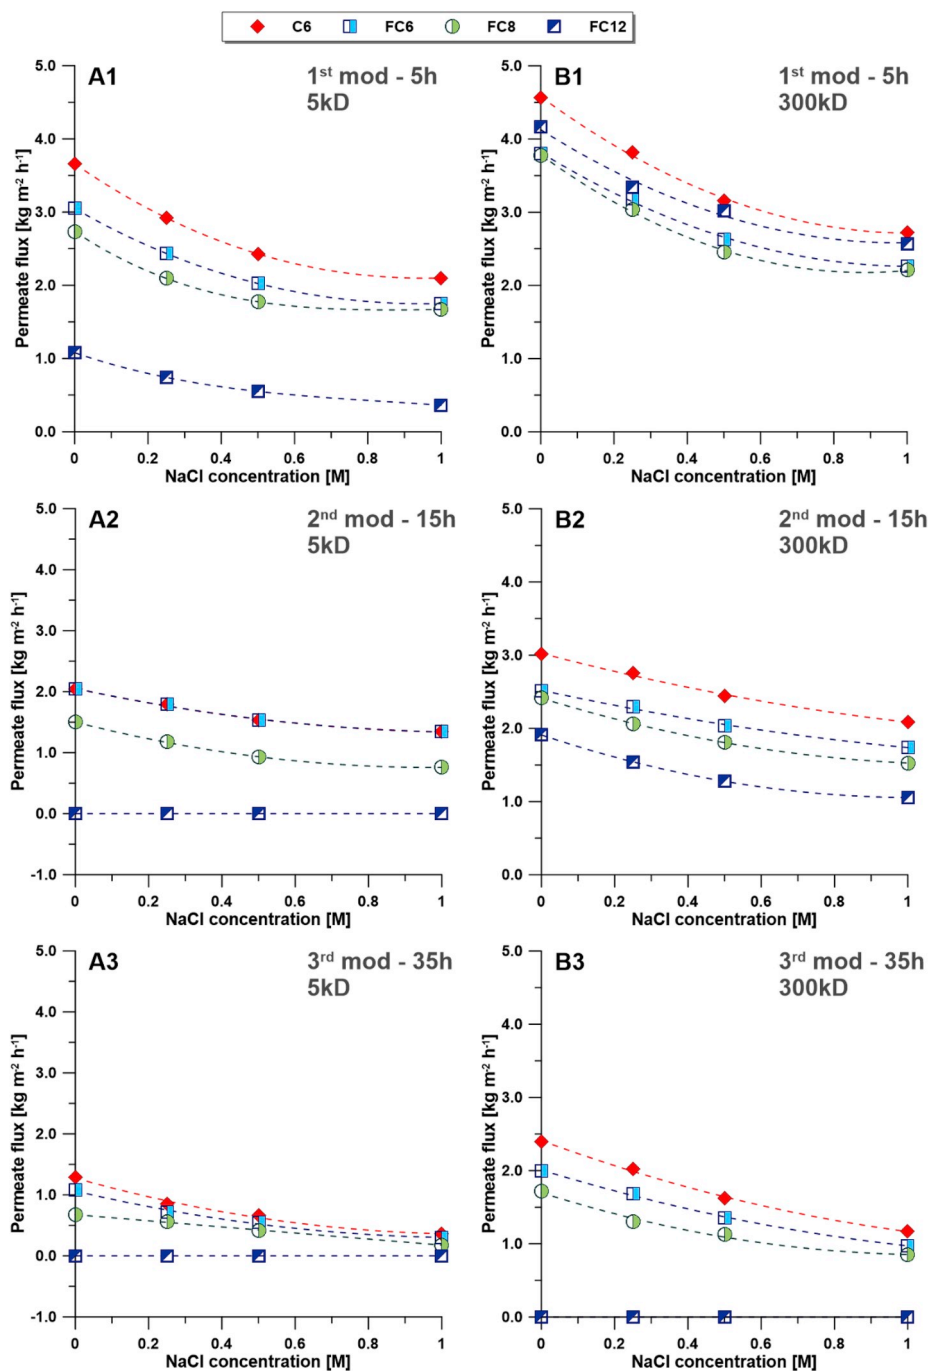 C6 FC6 FC8 FC12
A1
1st mod - 5h
5kD
Permeate flux [kg m-2 h-1]
5.0
4.0
3.0
2.0
1.0
0.0
0 0.2 0.4 0.6 0.8 1
NaCl concentration [M]
B1
1st mod - 5h
300kD
Permeate flux [kg m-2 h-1]
5.0
4.0
3.0
2.0
1.0
0.0
0 0.2 0.4 0.6 0.8 1
NaCl concentration [M]
A2
2nd mod - 15h
5kD
Permeate flux [kg m-2 h-1]
5.0
4.0
3.0
2.0
1.0
0.0
-1.0
0 0.2 0.4 0.6 0.8 1
NaCl concentration [M]
B2
2nd mod - 15h
300kD
Permeate flux [kg m-2 h-1]
5.0
4.0
3.0
2.0
1.0
0.0
0 0.2 0.4 0.6 0.8 1
NaCl concentration [M]
A3
3rd mod - 35h
5kD
Permeate flux [kg m-2 h-1]
5.0
4.0
3.0
2.0
1.0
0.0
-1.0
0 0.2 0.4 0.6 0.8 1
NaCl concentration [M]
B3
3rd mod - 35h
300kD
Permeate flux [kg m-2 h-1]
5.0
4.0
3.0
2.0
1.0
0.0
0 0.2 0.4 0.6 0.8 1
NaCl concentration [M]